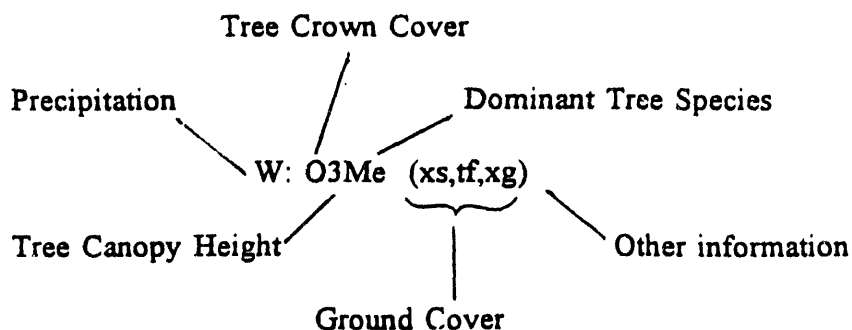 Tree Crown Cover
Precipitation
Dominant Tree Species
W: O3Me (xs,tf,xg)
Tree Canopy Height
Other information
Ground Cover